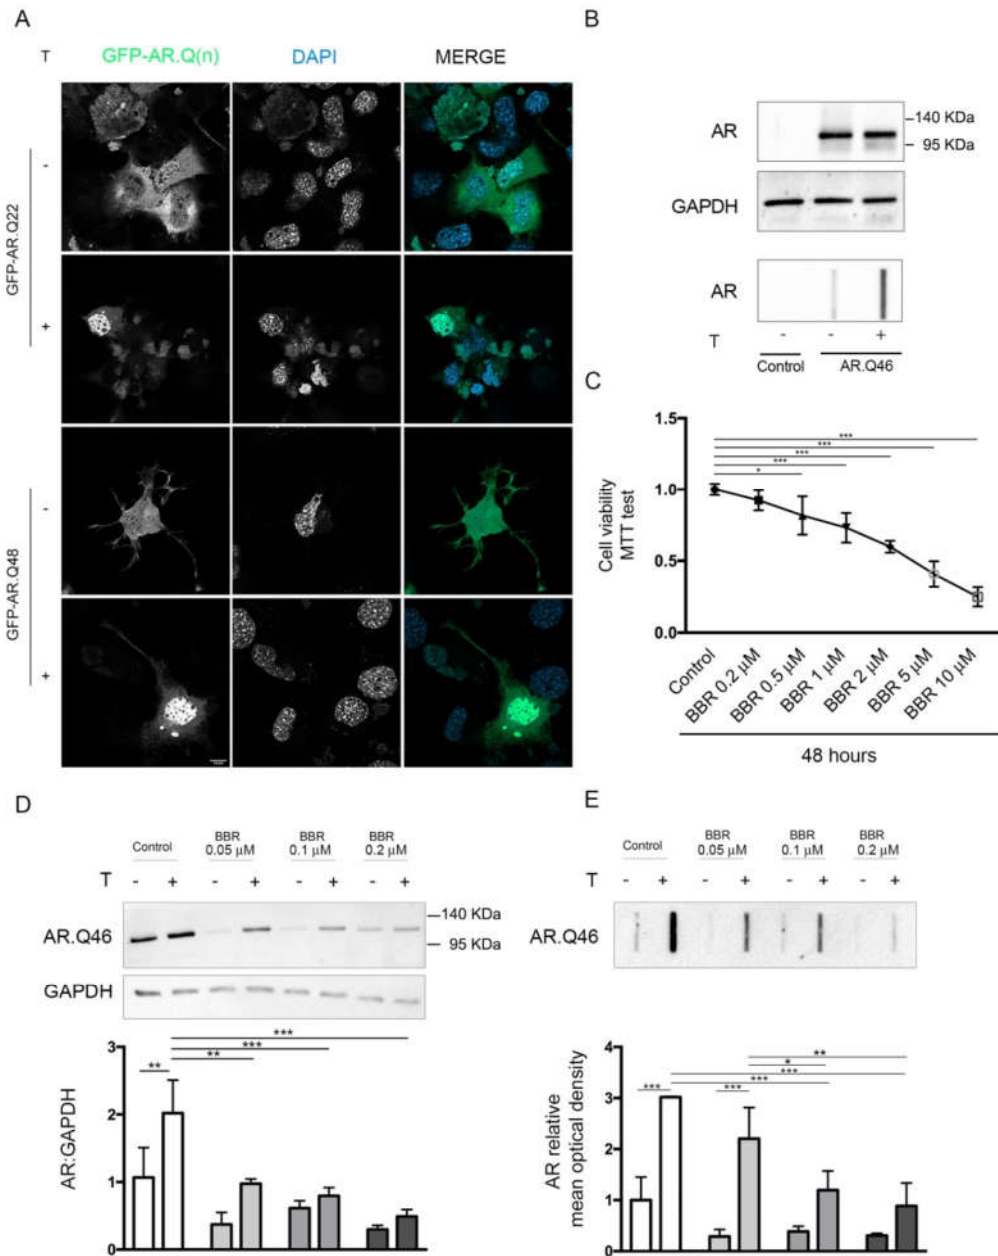 A
T GFP-AR.Q(n) DAPI MERGE
GFP-AR.Q22
-
+
GFP-AR.Q48
-
+
B
AR
140 KDa
95 KDa
GAPDH
AR
T - - +
Control AR.Q46
C
1.5
1.0
0.5
0.0
Cell viability
MTT test
***
***
***
***
*
Control
BBR 0.2 µM
BBR 0.5 µM
BBR 1 µM
BBR 2 µM
BBR 5 µM
BBR 10 µM
48 hours
D
Control BBR BBR BBR
0.05 µM 0.1 µM 0.2 µM
T - + - + - + - +
AR.Q46
140 KDa
95 KDa
GAPDH
***
***
** **
3
2
1
0
AR:GAPDH
E
Control BBR BBR BBR
0.05 µM 0.1 µM 0.2 µM
T - + - + - + - +
AR.Q46
**
*
***
***
*** ***
4
3
2
1
0
AR relative
mean optical density